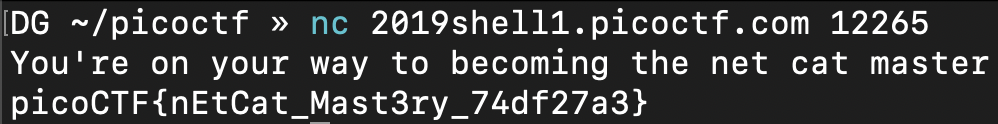 DG ~/picoctf » nc 2019shell1.picoctf.com 12265
You're on your way to becoming the net cat master
picoCTF{nEtCat_Mast3ry_74df27a3}